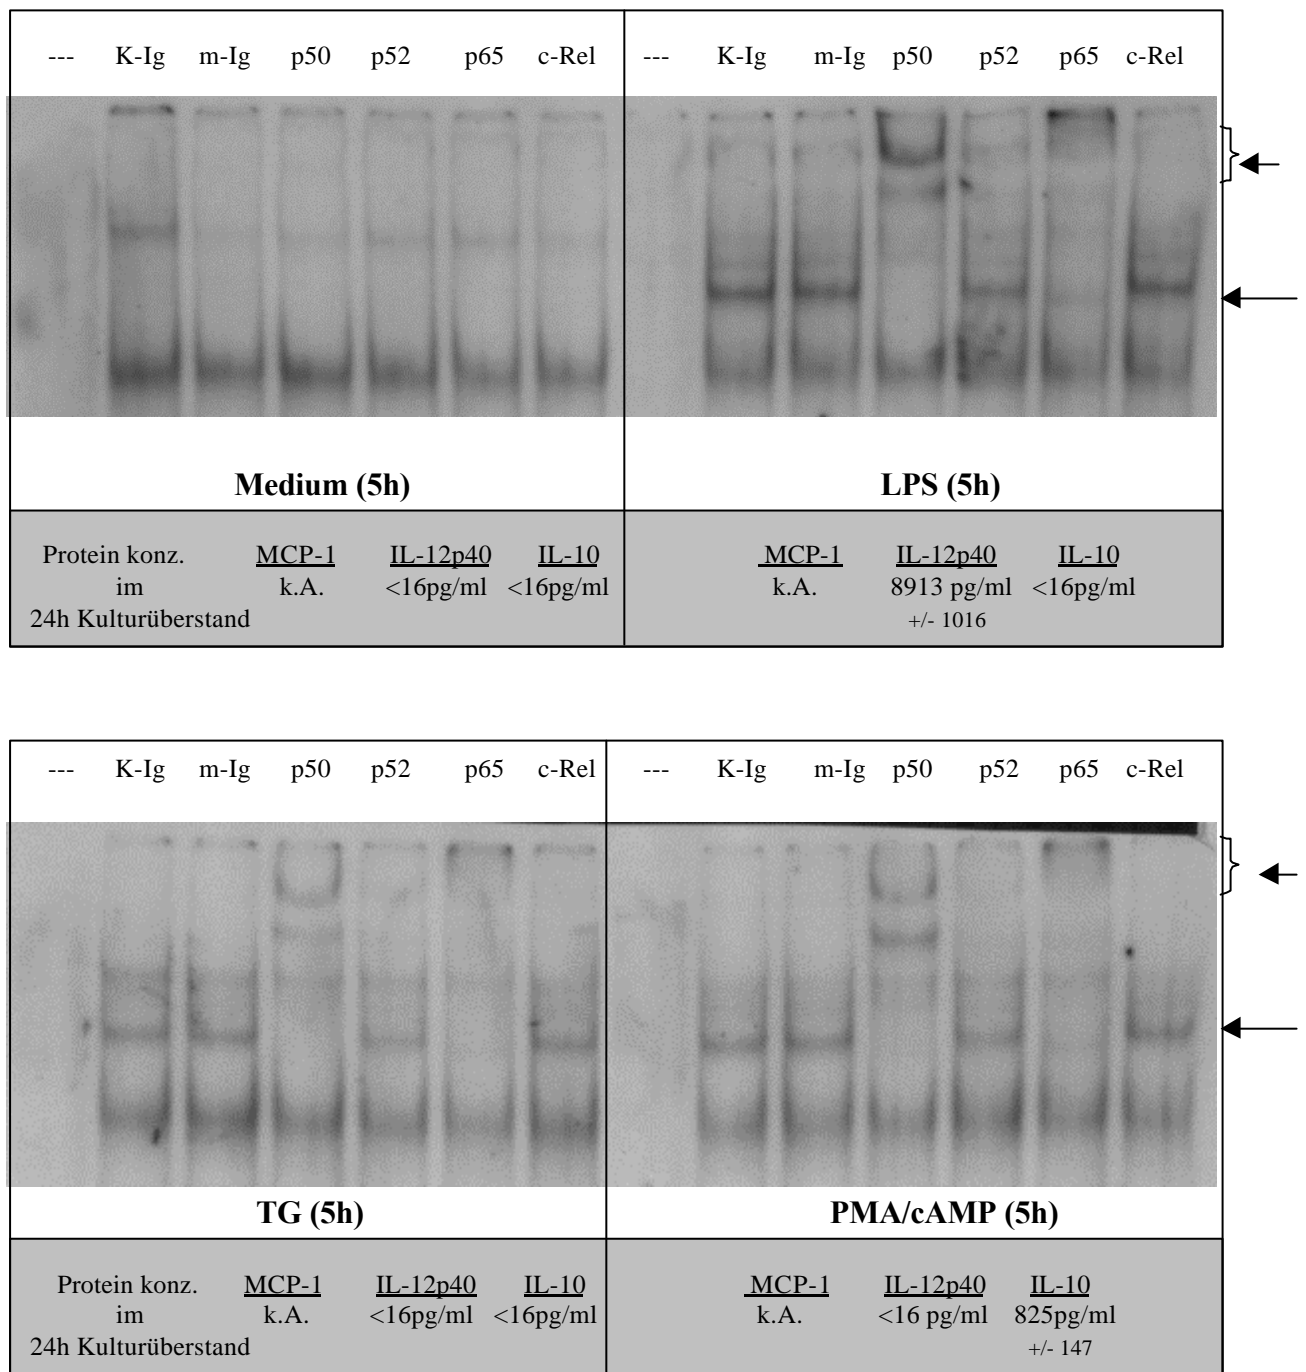 --- K-Ig m-Ig p50 p52 p65 c-Rel --- K-Ig m-Ig p50 p52 p65 c-Rel
Medium (5h) LPS (5h)
Protein konz. MCP-1 IL-12p40 IL-10 MCP-1 IL-12p40 IL-10
im k.A. <16pg/ml <16pg/ml k.A. 8913 pg/ml <16pg/ml
24h Kulturüberstand +/- 1016
--- K-Ig m-Ig p50 p52 p65 c-Rel --- K-Ig m-Ig p50 p52 p65 c-Rel
TG (5h) PMA/cAMP (5h)
Protein konz. MCP-1 IL-12p40 IL-10 MCP-1 IL-12p40 IL-10
im k.A. <16pg/ml <16pg/ml k.A. <16 pg/ml 825pg/ml
24h Kulturüberstand +/- 147